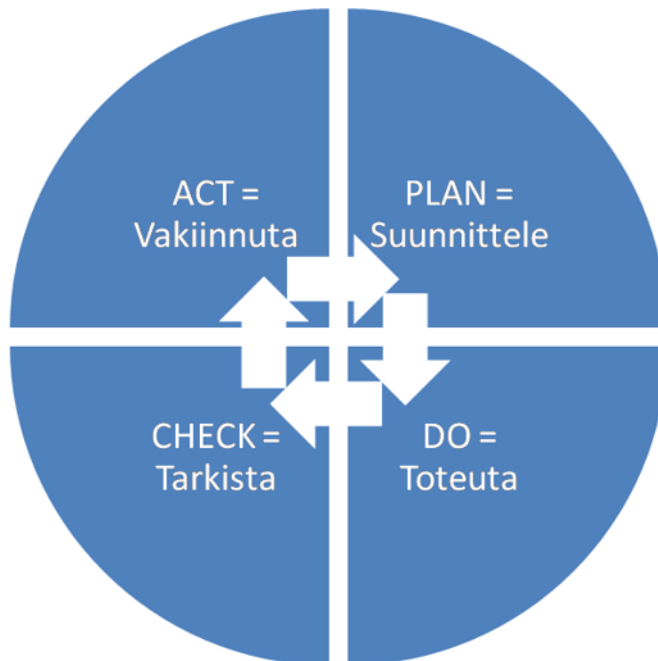 ACT =
Vakiinnuta
PLAN =
Suunnittele
CHECK =
Tarkista
DO =
Toteuta